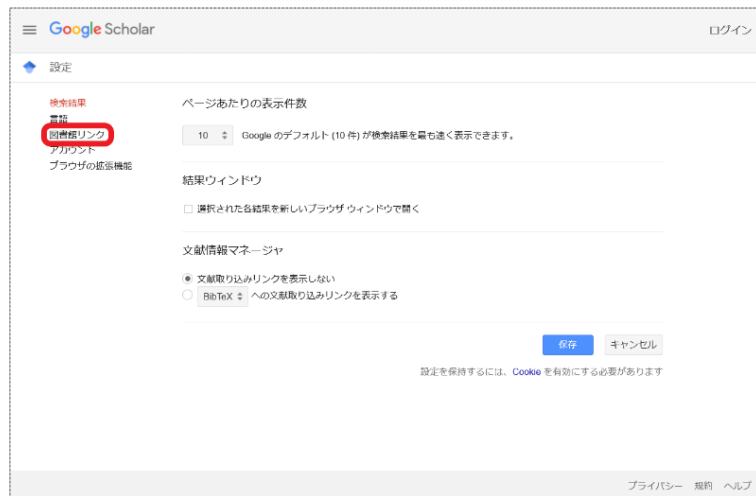 Google Scholar
ログイン
設定
検索結果
言語
図書館リンク
アカウント
ブラウザの拡張機能
ページあたりの表示件数
10 Google のデフォルト (10 件) が検索結果を最も速く表示できます。
結果ウィンドウ
選択された各結果を新しいブラウザ ウィンドウで開く
文献情報マネージャ
文献取り込みリンクを表示しない
BibTeX への文献取り込みリンクを表示する
保存 キャンセル
設定を保持するには、Cookie を有効にする必要があります
プライバシー 規約 ヘルプ